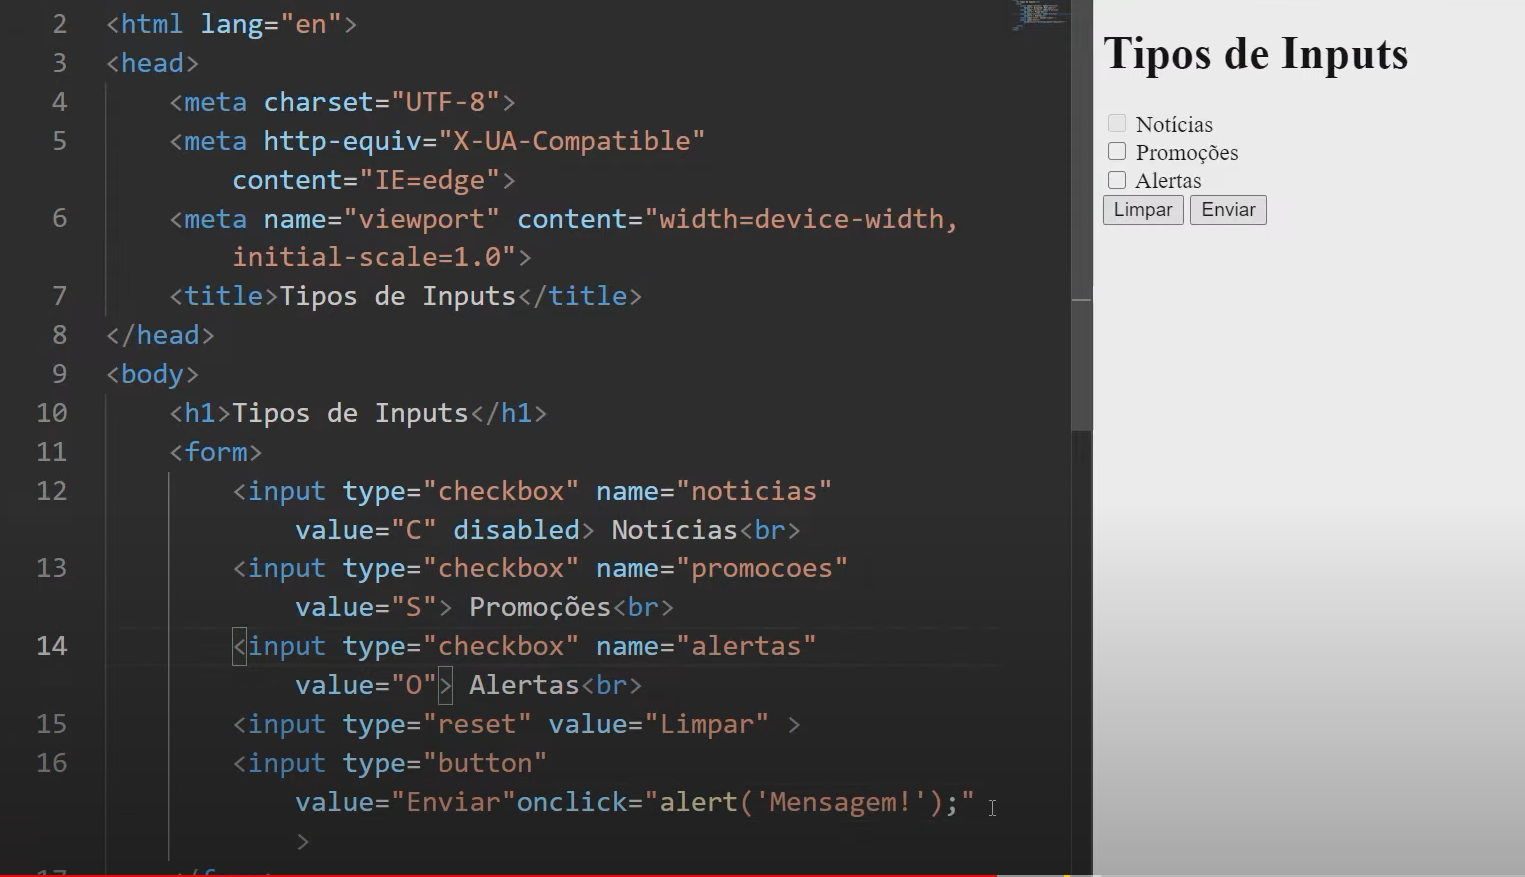 2 <html lang="en">
3 <head>
4 <meta charset="UTF-8">
5 <meta http-equiv="X-UA-Compatible"
content="IE=edge">
6 <meta name="viewport" content="width=device-width,
initial-scale=1.0">
7 <title>Tipos de Inputs</title>
8 </head>
9 <body>
10 <h1>Tipos de Inputs</h1>
11 <form>
12 <input type="checkbox" name="noticias"
value="C" disabled> Notícias<br>
13 <input type="checkbox" name="promocoes"
value="S"> Promoções<br>
14 <input type="checkbox" name="alertas"
value="O"> Alertas<br>
15 <input type="reset" value="Limpar" >
16 <input type="button"
value="Enviar"onclick="alert('Mensagem!');"
>
Tipos de Inputs
Notícias
Promoções
Alertas
Limpar Enviar